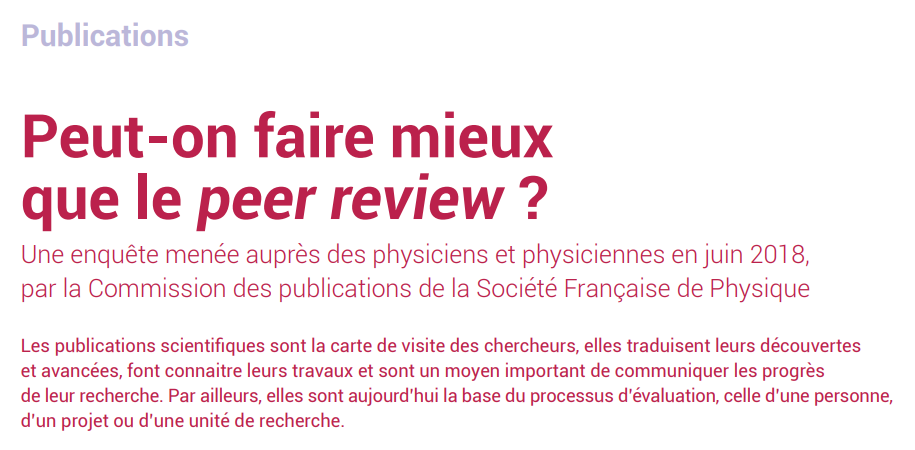 Publications
Peut-on faire mieux
que le peer review ?
Une enquête menée auprès des physiciens et physiciennes en juin 2018,
par la Commission des publications de la Société Française de Physique
Les publications scientifiques sont la carte de visite des chercheurs, elles traduisent leurs découvertes
et avancées, font connaitre leurs travaux et sont un moyen important de communiquer les progrès
de leur recherche. Par ailleurs, elles sont aujourd'hui la base du processus d'évaluation, celle d'une personne,
d'un projet ou d'une unité de recherche.